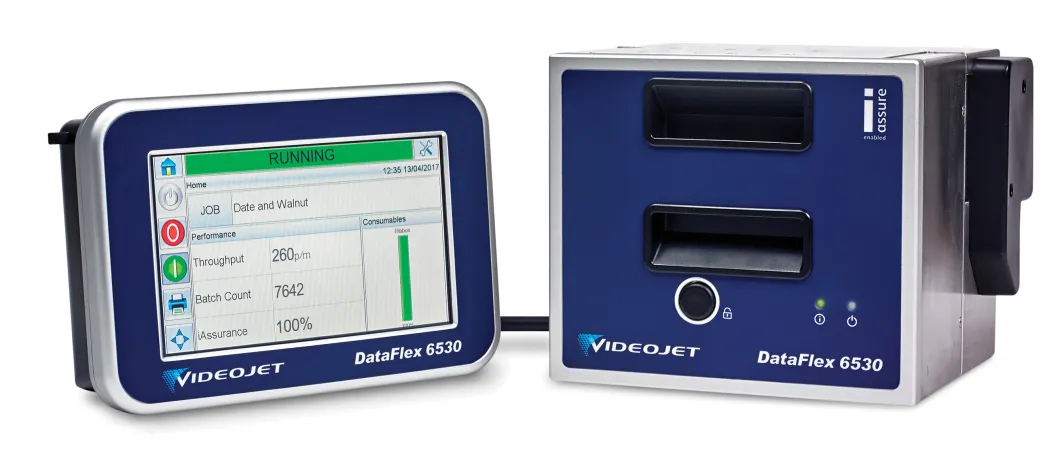 RUNNING
Home
12:35 13/04/2017
JOB
Date and Walnut
Performance
Consumables
Ribbon
Throughput
260p/m
Batch Count
7642
iAssurance
100%
VIDEOJET
DataFlex 6530
i
assure
enabled
VIDEOJET
DataFlex 6530